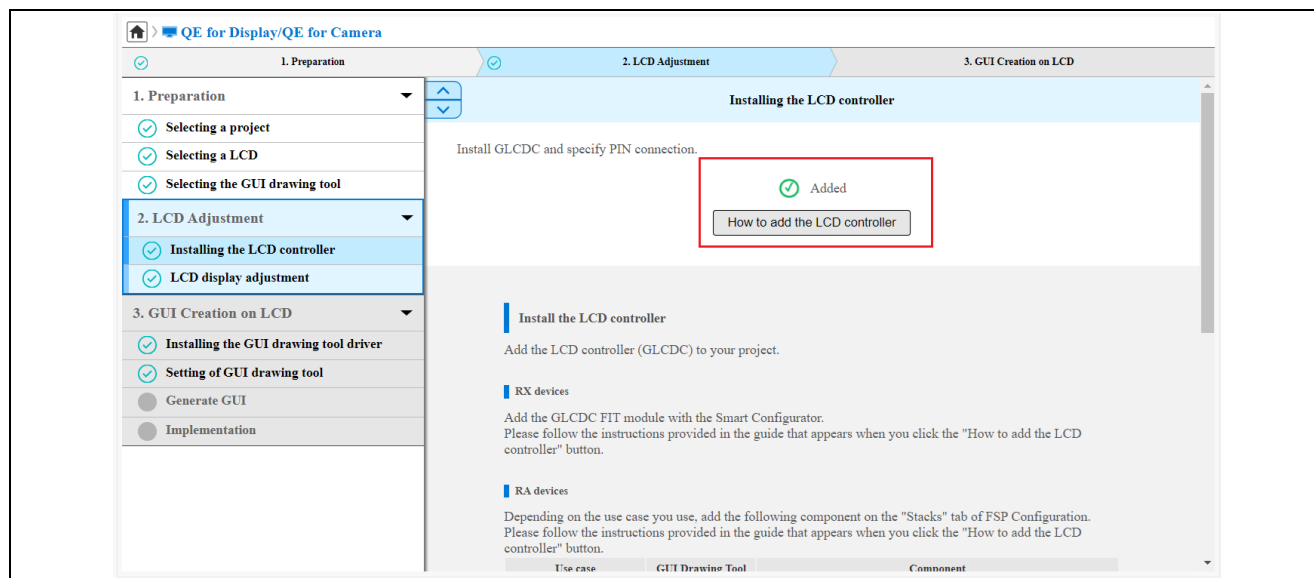 QE for Display/QE for Camera
1. Preparation
2. LCD Adjustment
3. GUI Creation on LCD
1. Preparation
Selecting a project
Selecting a LCD
Selecting the GUI drawing tool
2. LCD Adjustment
Installing the LCD controller
LCD display adjustment
3. GUI Creation on LCD
Installing the GUI drawing tool driver
Setting of GUI drawing tool
Generate GUI
Implementation
Installing the LCD controller
Install GLCDC and specify PIN connection.
Added
How to add the LCD controller
Install the LCD controller
Add the LCD controller (GLCDC) to your project.
RX devices
Add the GLCDC FIT module with the Smart Configurator.
Please follow the instructions provided in the guide that appears when you click the "How to add the LCD
controller" button.
RA devices
Depending on the use case you use, add the following component on the "Stacks" tab of FSP Configuration.
Please follow the instructions provided in the guide that appears when you click the "How to add the LCD
controller" button.
Use case GUI Drawing Tool Component